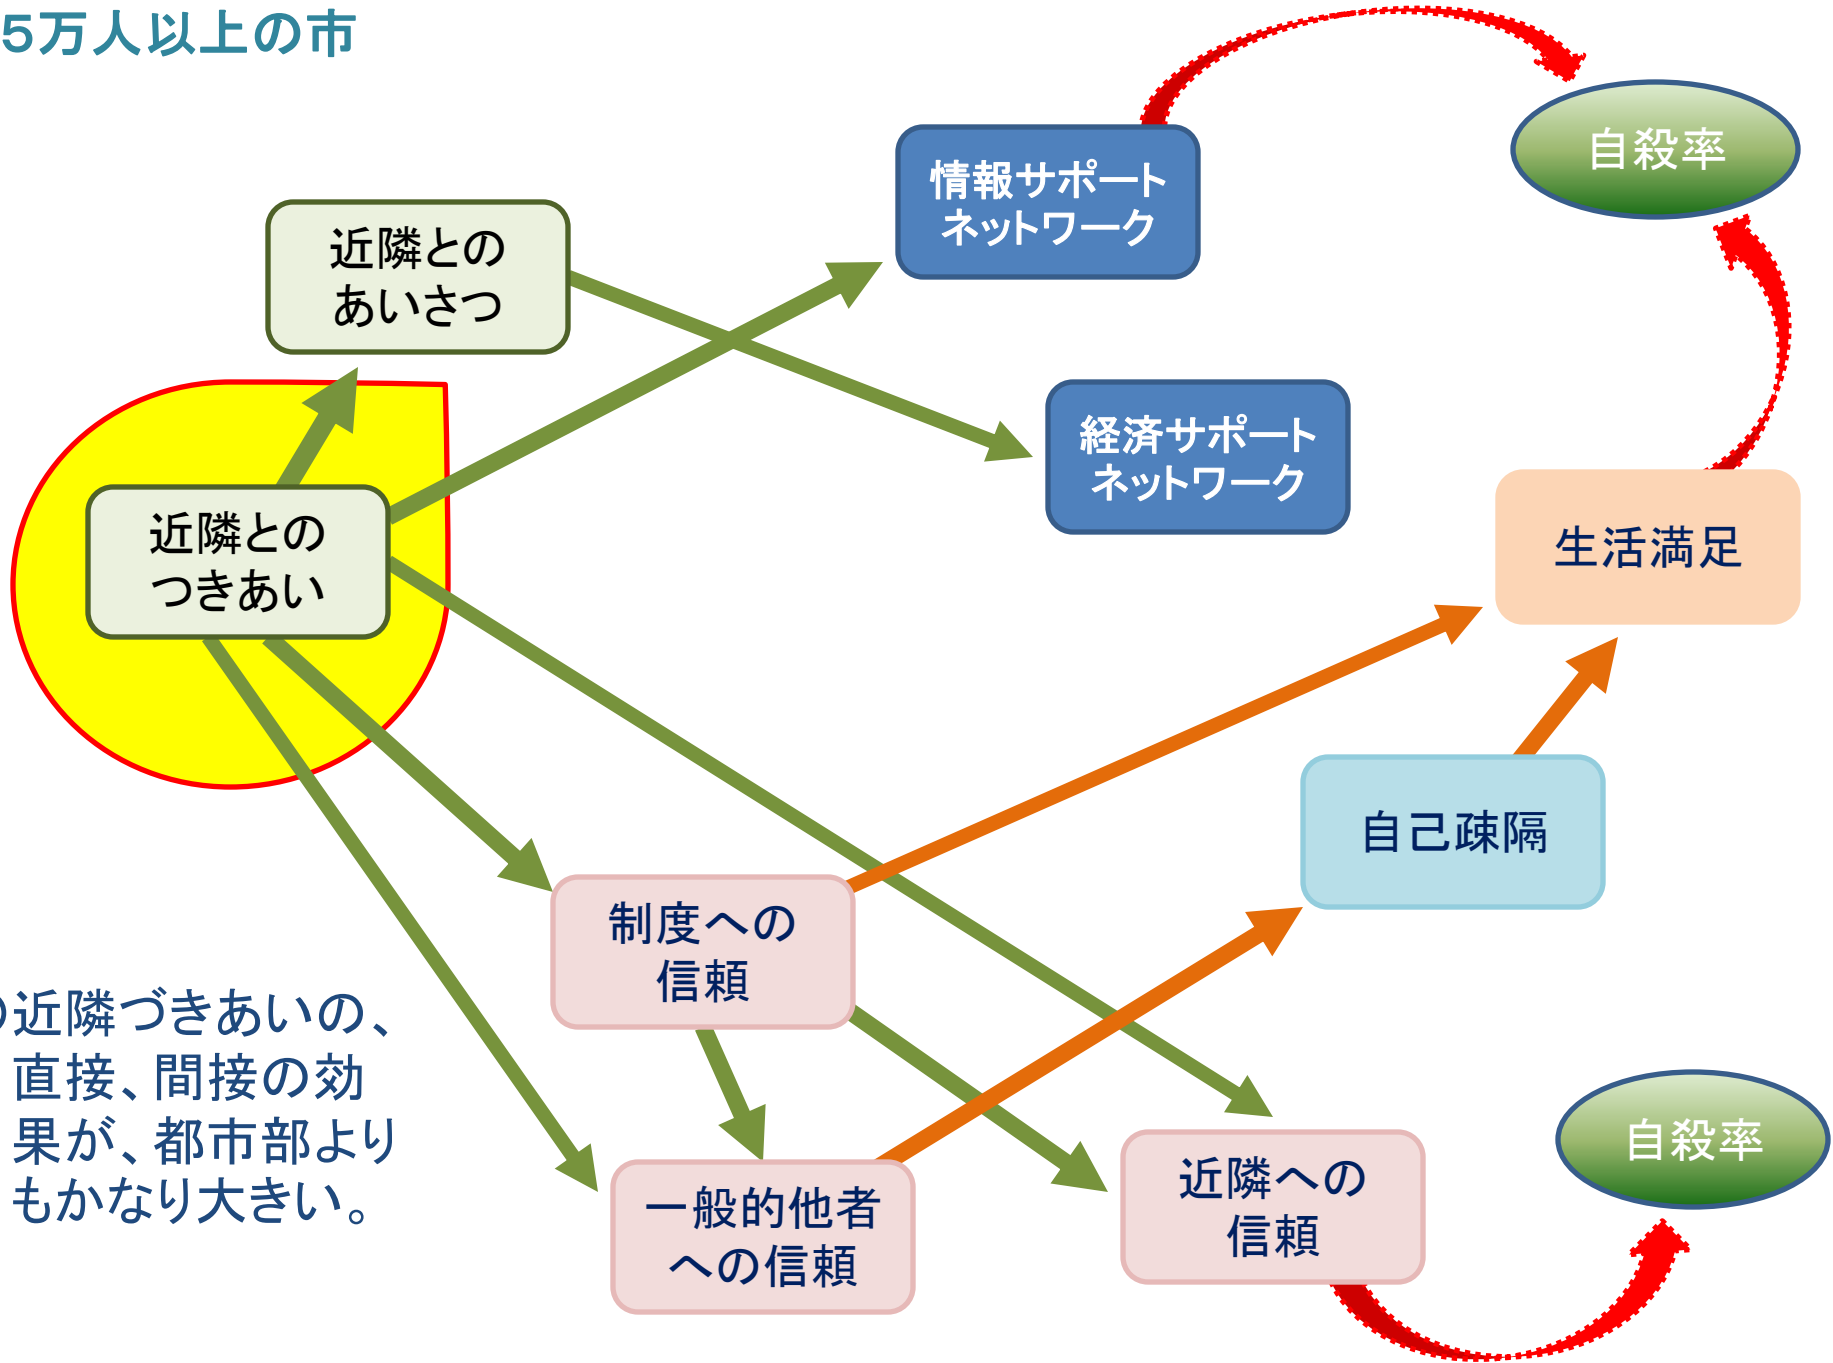 5万人以上の市
情報サポート
ネットワーク
自殺率
近隣との
あいさつ
経済サポート
ネットワーク
近隣との
つきあい
生活満足
自己疎隔
制度への
信頼
の近隣づきあいの、
直接、間接の効
果が、都市部より
もかなり大きい。
自殺率
一般的他者
への信頼
近隣への
信頼